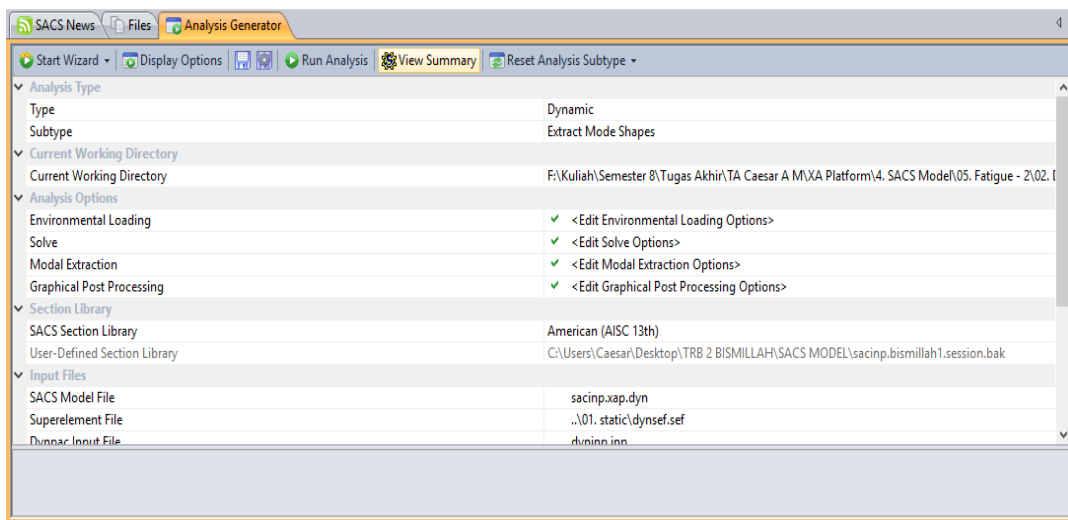 SACS News Files Analysis Generator
Start Wizard Display Options Run Analysis View Summary Reset Analysis Subtype
Analysis Type
Type Dynamic
Subtype Extract Mode Shapes
Current Working Directory
Current Working Directory F:\Kuliah\Semester 8\Tugas Akhir\TA Caesar A M\XA Platform\4. SACS Model\05. Fatigue - 2\02.
Analysis Options
Environmental Loading <Edit Environmental Loading Options>
Solve <Edit Solve Options>
Modal Extraction <Edit Modal Extraction Options>
Graphical Post Processing <Edit Graphical Post Processing Options>
Section Library
SACS Section Library American (AISC 13th)
User-Defined Section Library C:\Users\Caesar\Desktop\TRB 2 BISMILLAH\SACS MODEL\sacinp.bismillah1.session.bak
Input Files
SACS Model File sacinp.xap.dyn
Superelement File ..\01. static\dynsef.sef
Dynpac Input File dyninp.inp